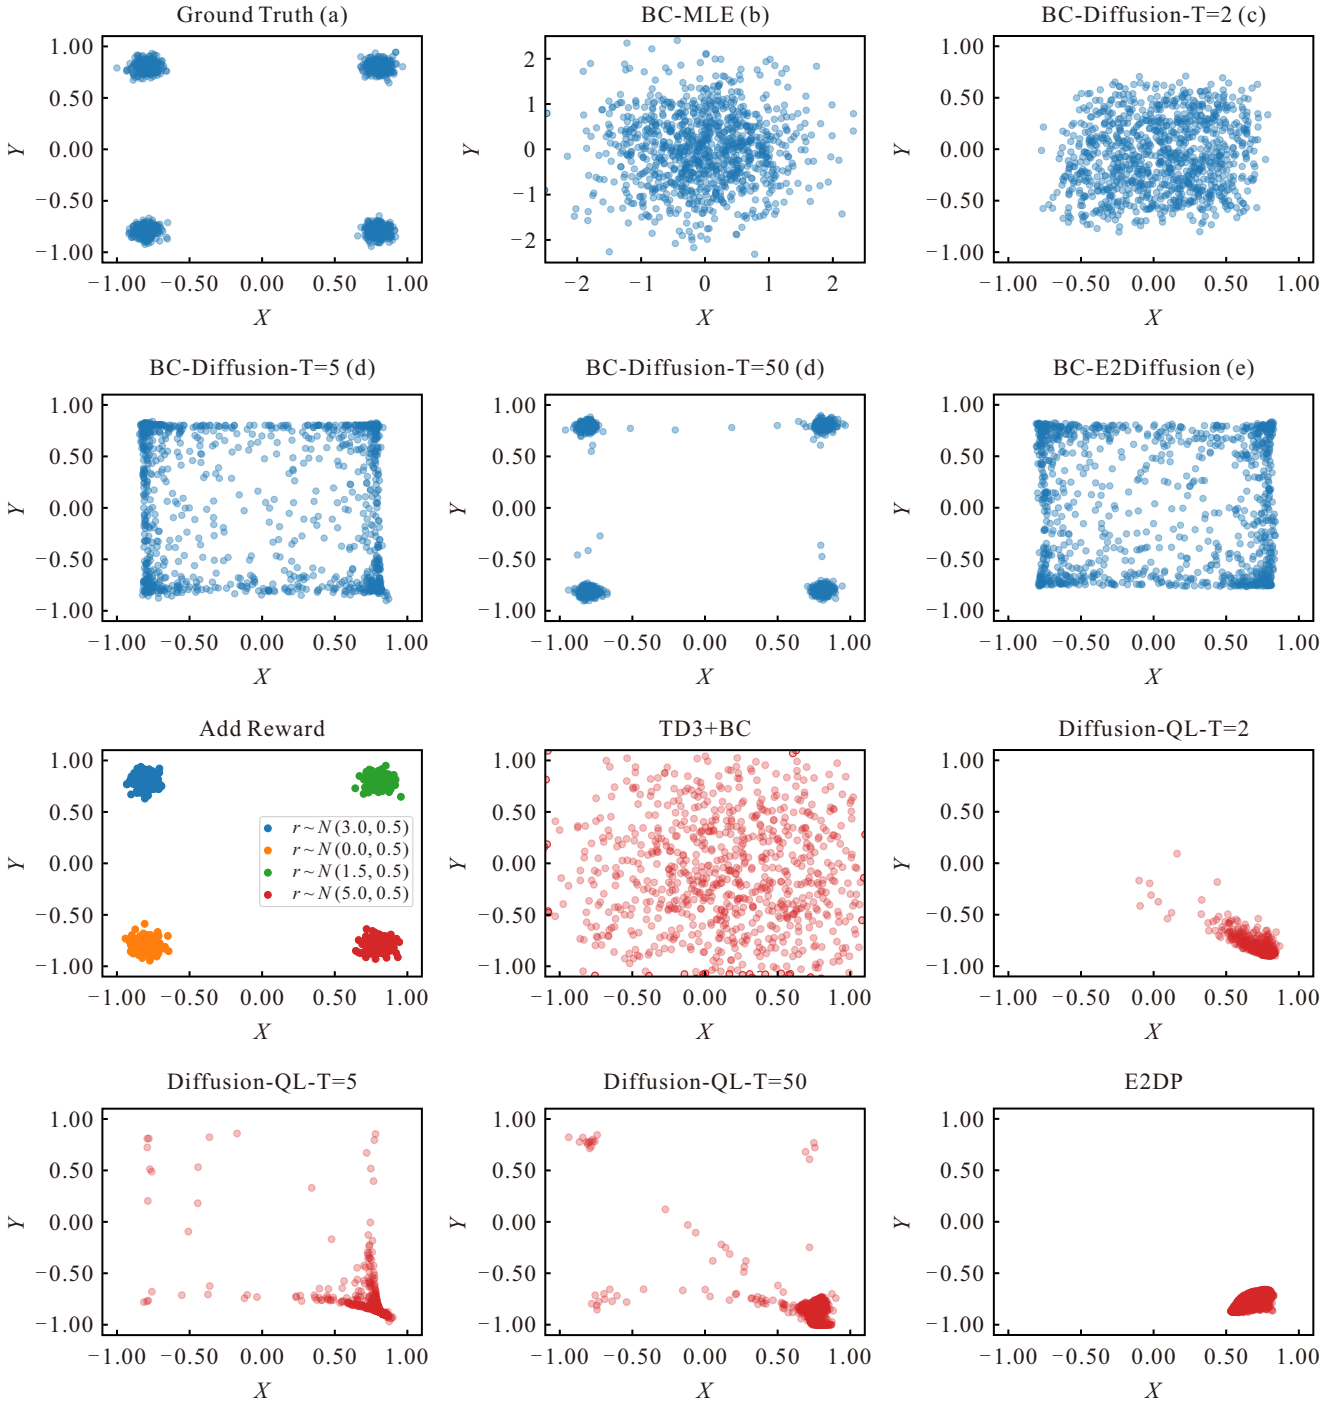 Ground Truth (a)
BC-MLE (b)
BC-Diffusion-T=2 (c)
1.00
0.50
0.00
−0.50
−1.00
Y
−1.00 −0.50 0.00 0.50 1.00
X
2
1
0
−1
−2
Y
−2 −1 0 1 2
X
1.00
0.50
0.00
−0.50
−1.00
Y
−1.00 −0.50 0.00 0.50 1.00
X
BC-Diffusion-T=5 (d)
BC-Diffusion-T=50 (d)
BC-E2Diffusion (e)
1.00
0.50
0.00
−0.50
−1.00
Y
−1.00 −0.50 0.00 0.50 1.00
X
1.00
0.50
0.00
−0.50
−1.00
Y
−1.00 −0.50 0.00 0.50 1.00
X
1.00
0.50
0.00
−0.50
−1.00
Y
−1.00 −0.50 0.00 0.50 1.00
X
Add Reward
TD3+BC
Diffusion-QL-T=2
1.00
0.50
0.00
−0.50
−1.00
Y
r ~ N (3.0, 0.5)
r ~ N (0.0, 0.5)
r ~ N (1.5, 0.5)
r ~ N (5.0, 0.5)
−1.00 −0.50 0.00 0.50 1.00
X
1.00
0.50
0.00
−0.50
−1.00
Y
−1.00 −0.50 0.00 0.50 1.00
X
1.00
0.50
0.00
−0.50
−1.00
Y
−1.00 −0.50 0.00 0.50 1.00
X
Diffusion-QL-T=5
Diffusion-QL-T=50
E2DP
1.00
0.50
0.00
−0.50
−1.00
Y
−1.00 −0.50 0.00 0.50 1.00
X
1.00
0.50
0.00
−0.50
−1.00
Y
−1.00 −0.50 0.00 0.50 1.00
X
1.00
0.50
0.00
−0.50
−1.00
Y
−1.00 −0.50 0.00 0.50 1.00
X